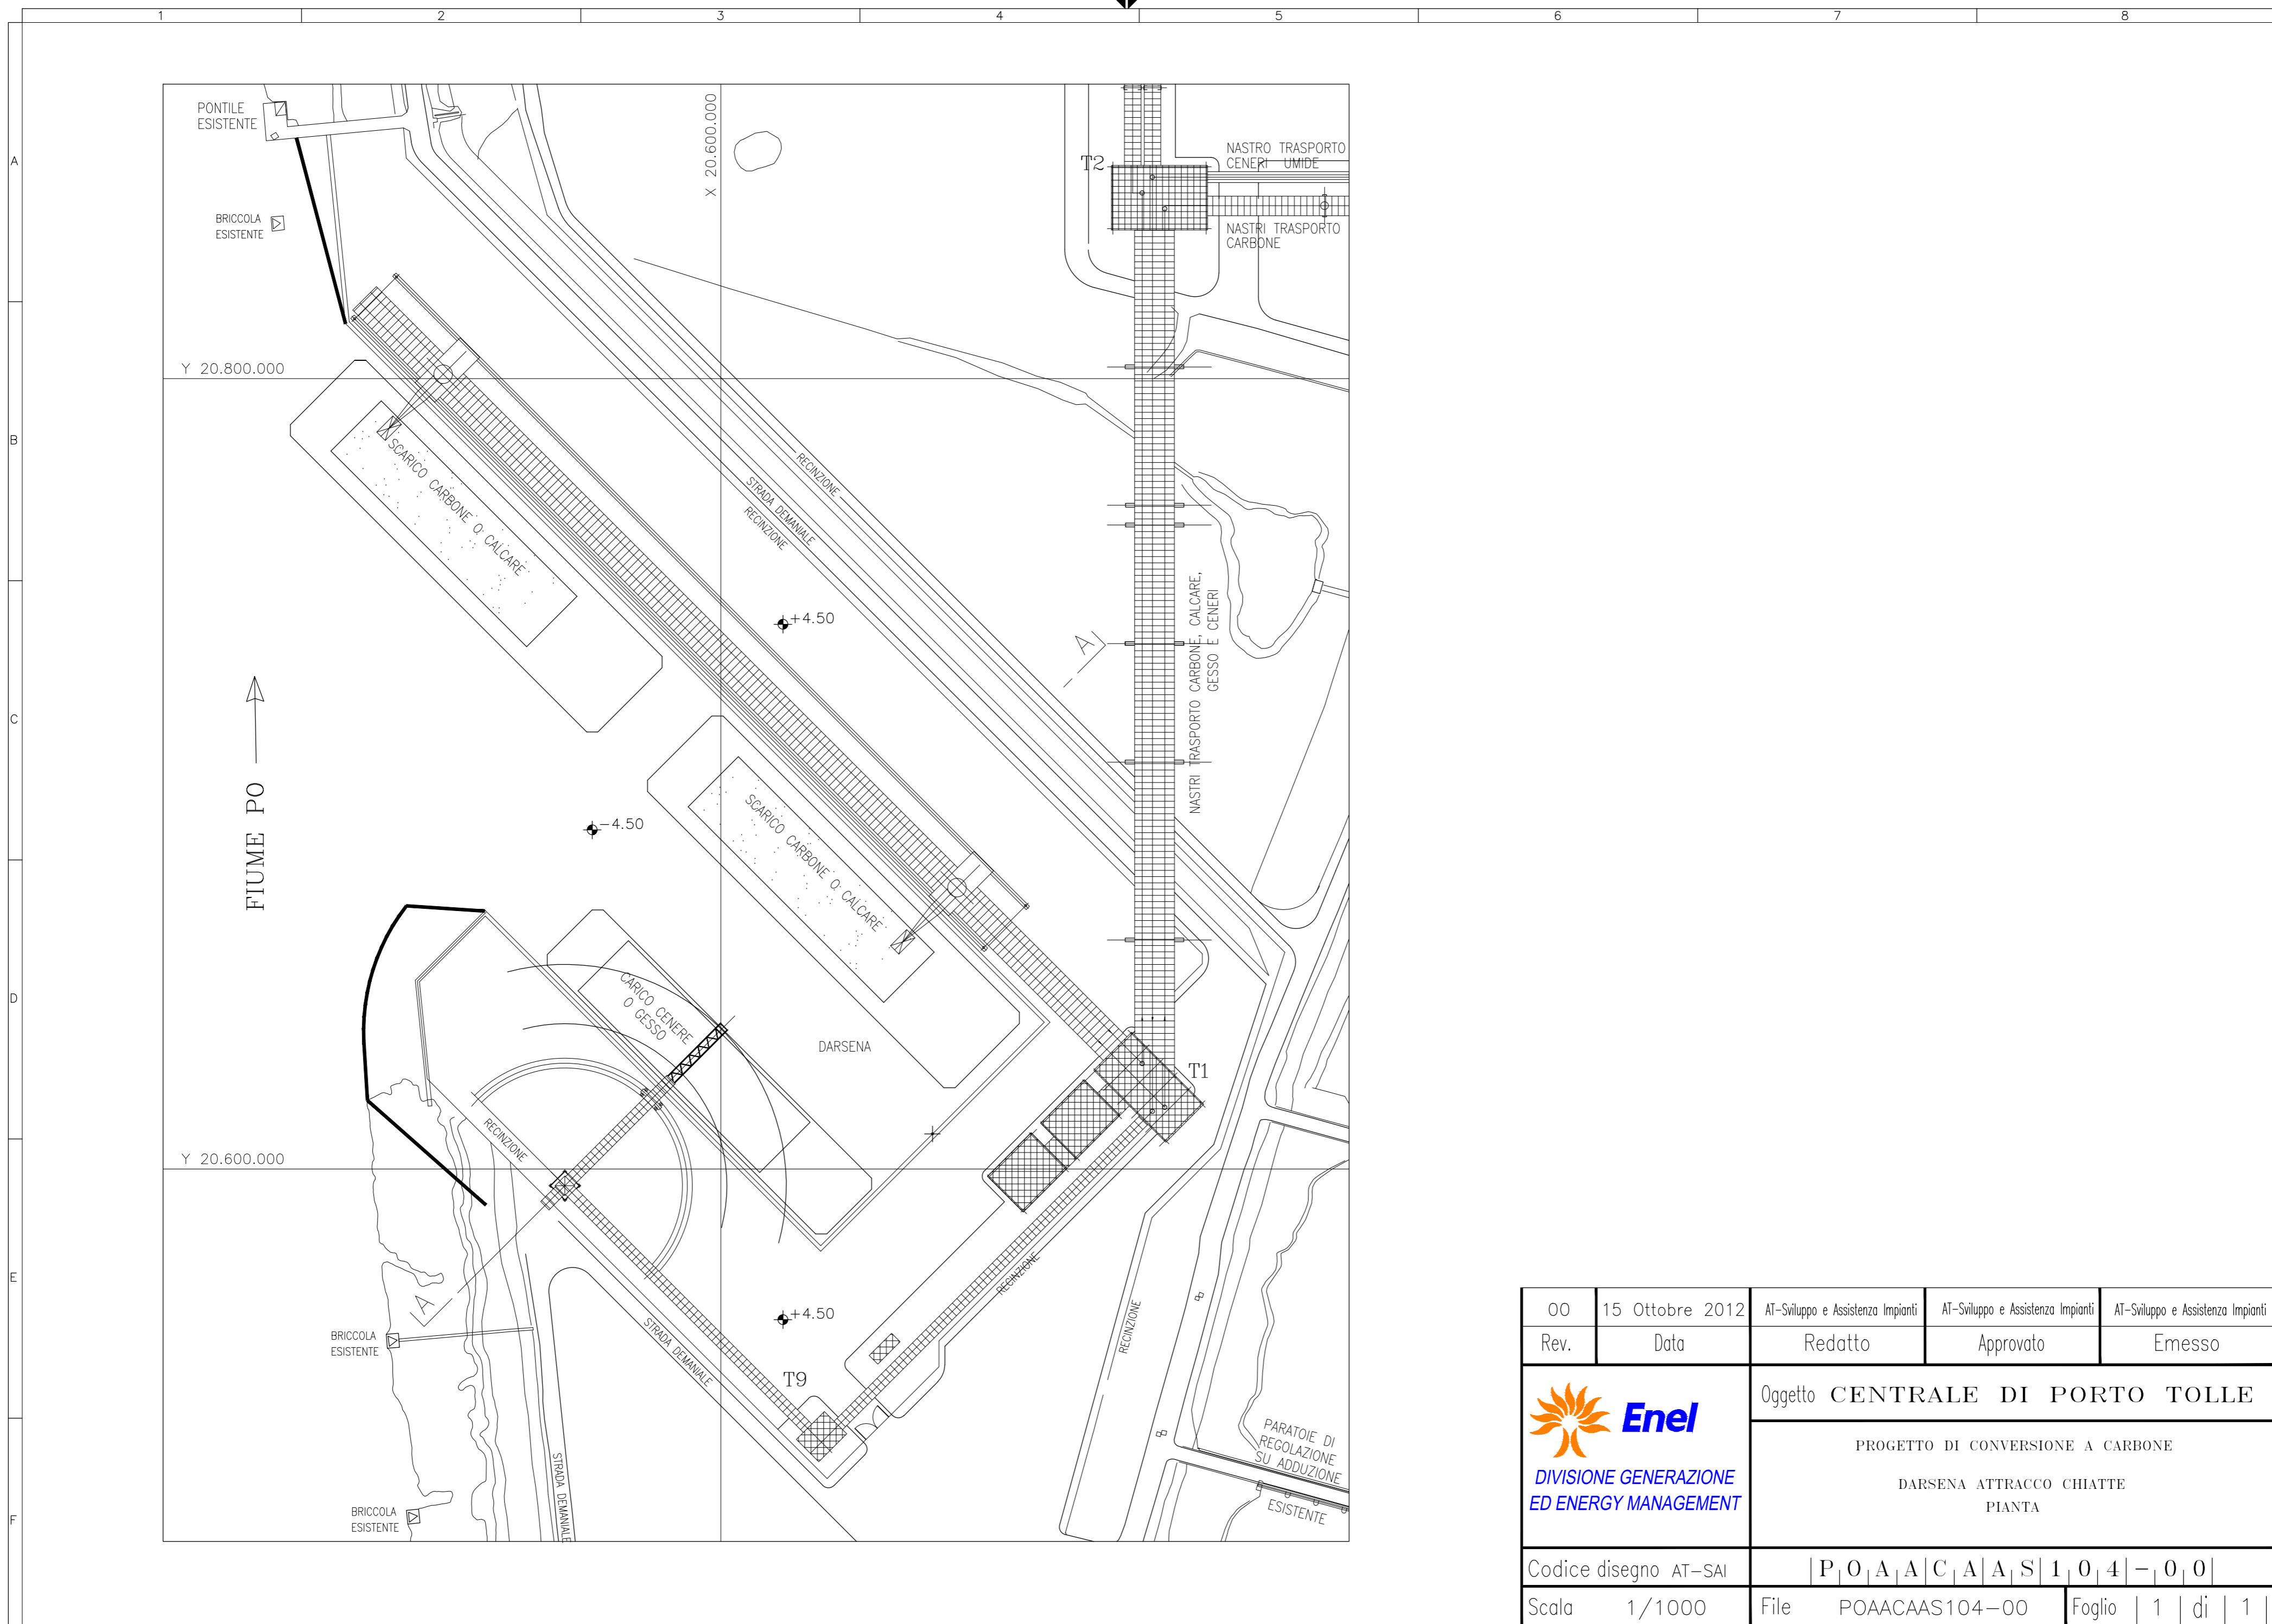 1 2 3 4 5 6 7 8
A
B
C
D
E
F
PONTILE
ESISTENTE
BRICCOLA
ESISTENTE
X 20.600.000
T2
NASTRO TRASPORTO
CENERI UMIDE
NASTRI TRASPORTO
CARBONE
Y 20.800.000
SCARICO CARBONE O CALCARE
RECINZIONE
STRADA DEMANIALE
RECINZIONE
+4.50
NASTRI TRASPORTO CARBONE, CALCARE,
GESSO E CENERI
A
FIUME PO
-4.50
SCARICO CARBONE O CALCARE
CARICO CENERE
O GESSO
DARSENA
T1
RECINZIONE
Y 20.600.000
A
RECINZIONE
RECINZIONE
+4.50
STRADA DEMANIALE
BRICCOLA
ESISTENTE
T9
STRADA DEMANIALE
BRICCOLA
ESISTENTE
PARATOIE DI
REGOLAZIONE
SU ADDUZIONE
ESISTENTE
00 15 Ottobre 2012 AT-Sviluppo e Assistenza Impianti AT-Sviluppo e Assistenza Impianti AT-Sviluppo e Assistenza Impianti
Rev. Data Redatto Approvato Emesso
Enel
DIVISIONE GENERAZIONE
ED ENERGY MANAGEMENT
Oggetto CENTRALE DI PORTO TOLLE
PROGETTO DI CONVERSIONE A CARBONE
DARSENA ATTRACCO CHIATTE
PIANTA
Codice disegno AT-SAI POAACAAS104-00
Scala 1/1000 File POAACAAS104-00 Foglio 1 di 1